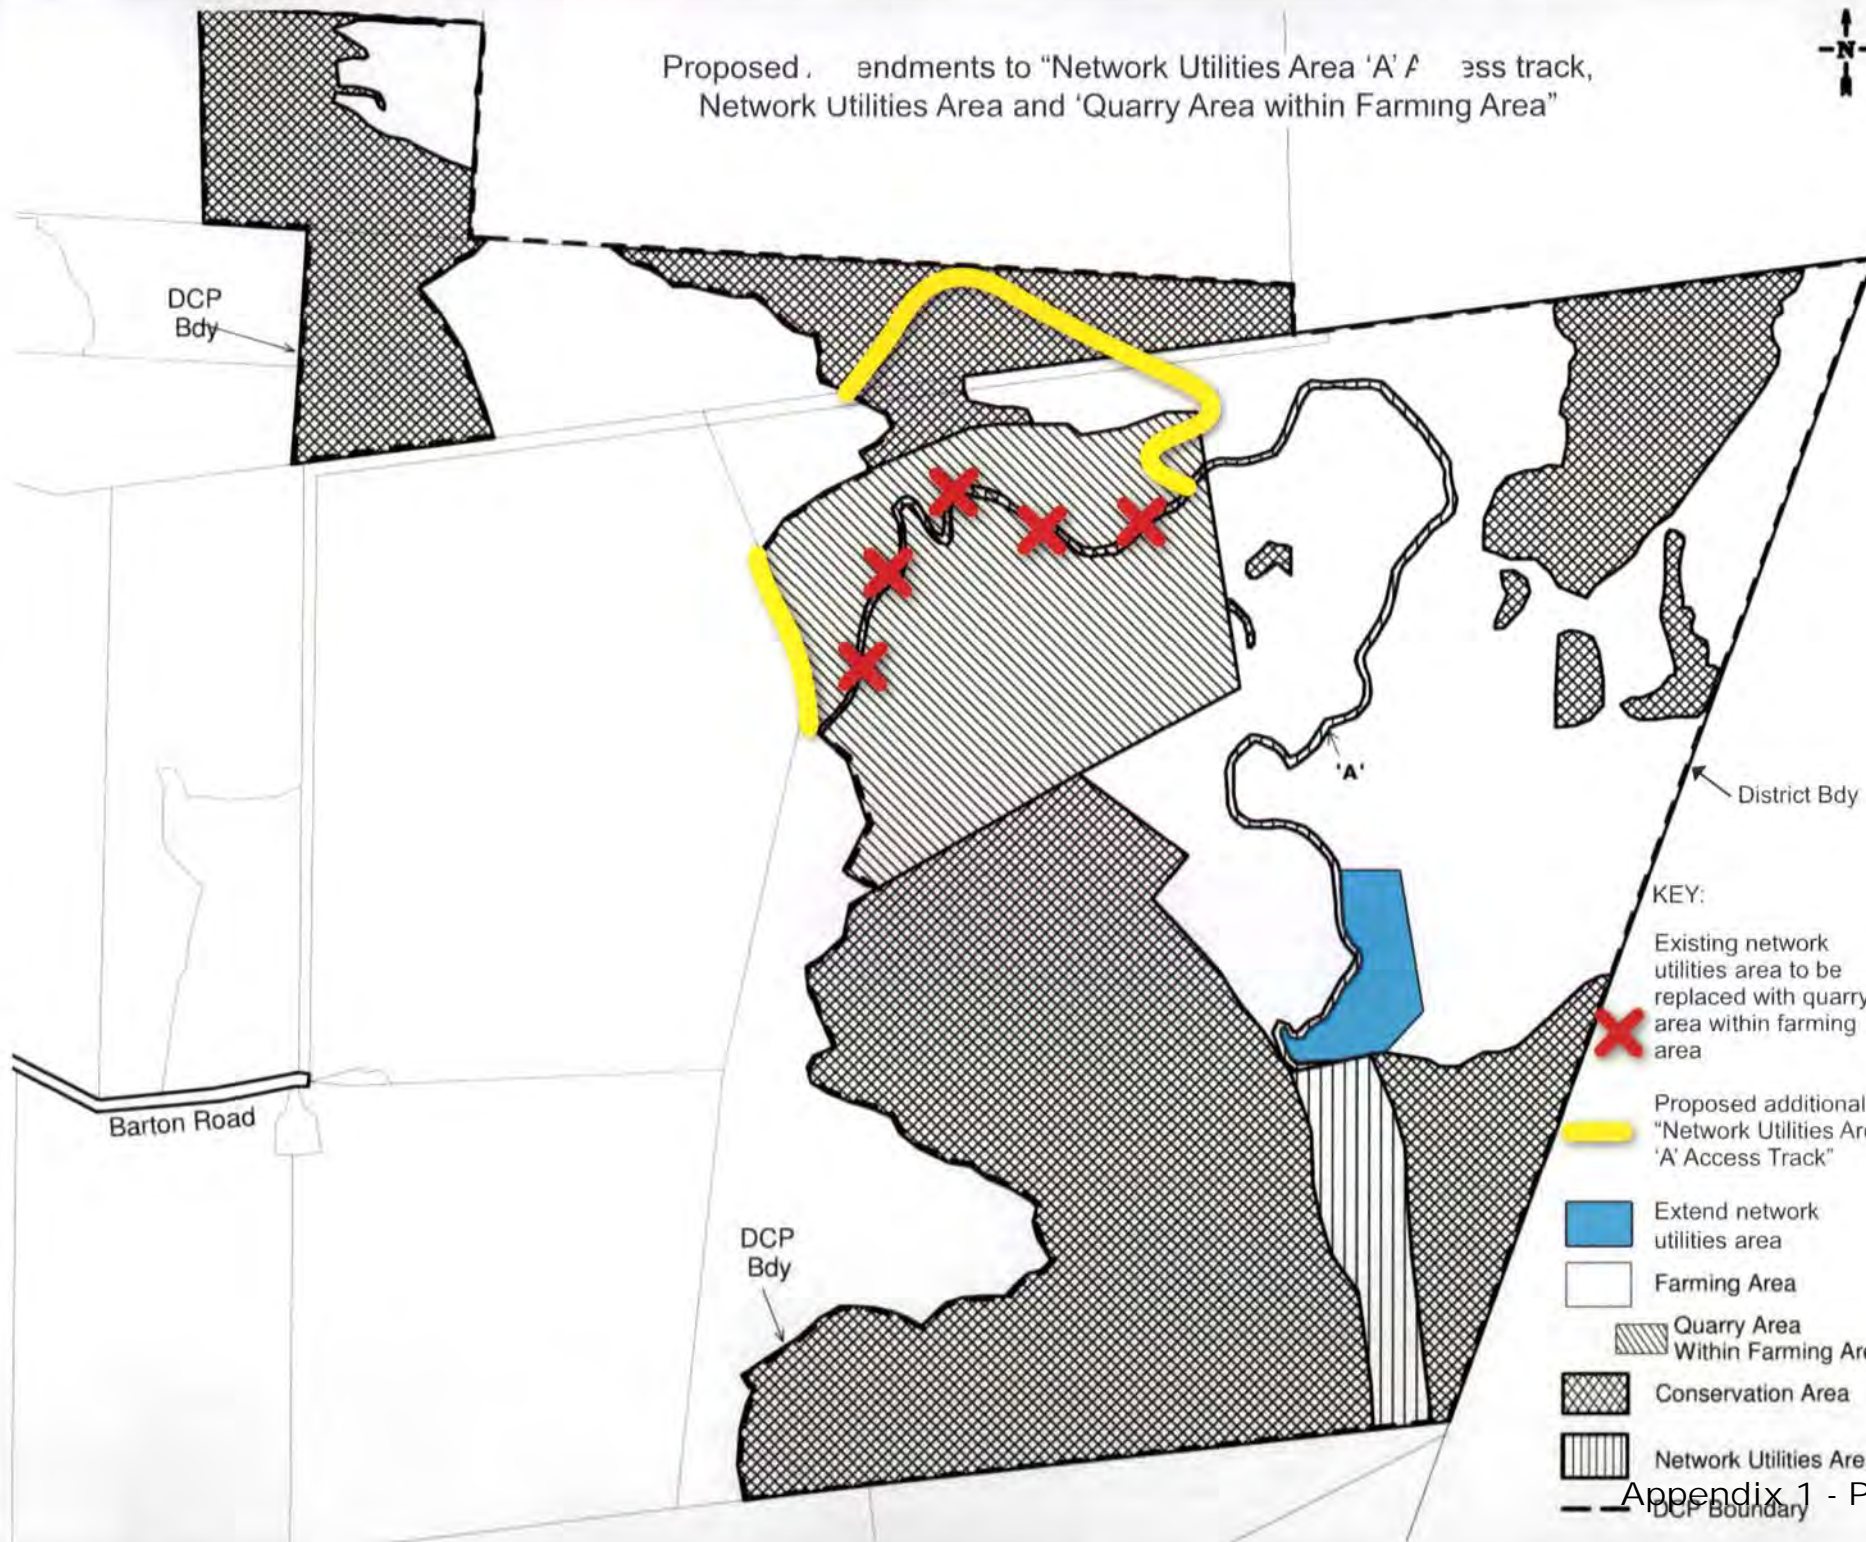 Proposed endments to “Network Utilities Area ‘A’ ess track,
Network Utilities Area and ‘Quarry Area within Farming Area”
N
DCP
Bdy
'A'
District Bdy
Barton Road
DCP
Bdy
KEY:
Existing network
utilities area to be
replaced with quarry
area within farming
area
Proposed additional
“Network Utilities Are
‘A’ Access Track”
Extend network
utilities area
Farming Area
Quarry Area
Within Farming Are
Conservation Area
Network Utilities Are
DCP Boundary
Appendix 1 - P